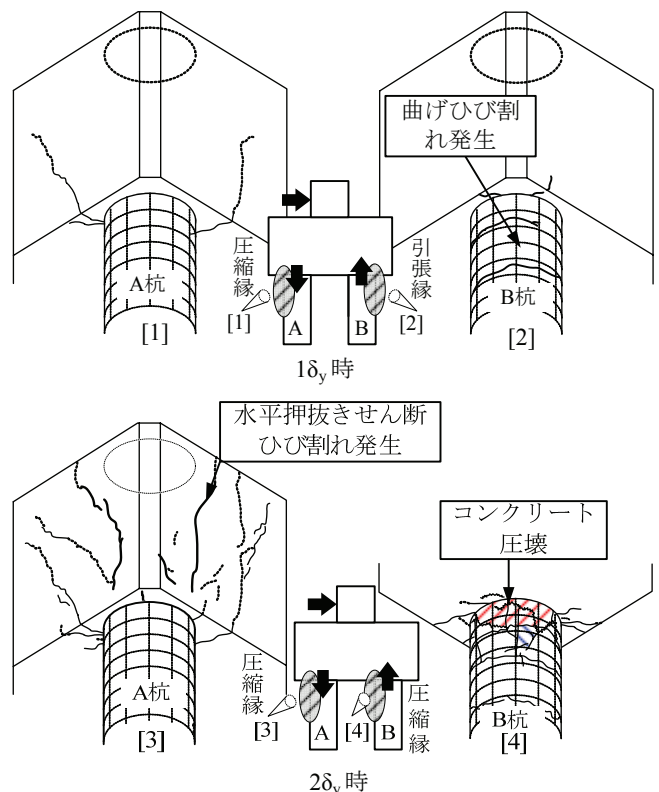 曲げひび割
れ発生
圧縮縁
引張縁
A杭
B杭
[1]
[1]
A
B
[2]
[2]
1δy時
水平押抜きせん断
ひび割れ発生
コンクリート
圧壊
A杭
圧縮縁
圧縮縁
B杭
[3]
[3]
A
[4]
B
[4]
2δy時